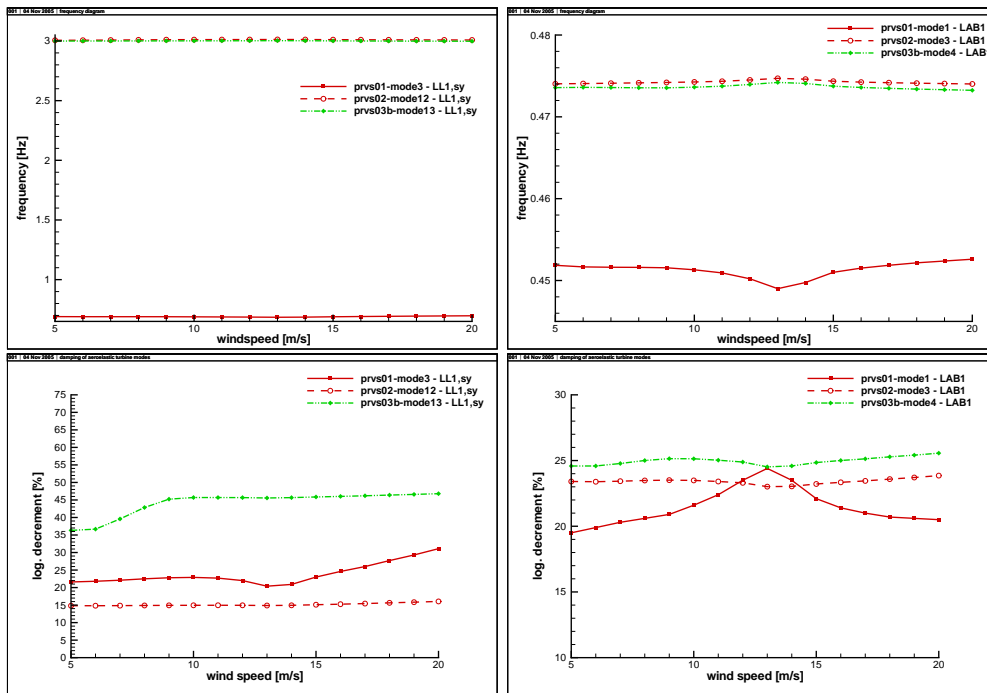 001 | 04 Nov 2005 | frequency diagram
3
2.5
2
1.5
1
frequency [Hz]
prvs01-mode3 - LL1,sy
prvs02-mode12 - LL1,sy
prvs03b-mode13 - LL1,sy
5
10
15
20
windspeed [m/s]
001 | 04 Nov 2005 | frequency diagram
0.48
0.47
0.46
0.45
frequency [Hz]
prvs01-mode1 - LAB1
prvs02-mode3 - LAB1
prvs03b-mode4 - LAB1
5
10
15
20
windspeed [m/s]
001 | 04 Nov 2005 | damping of aeroelastic turbine modes
75
70
65
60
55
50
45
40
35
30
25
20
15
10
5
0
log. decrement [%]
prvs01-mode3 - LL1,sy
prvs02-mode12 - LL1,sy
prvs03b-mode13 - LL1,sy
5
10
15
20
wind speed [m/s]
001 | 04 Nov 2005 | damping of aeroelastic turbine modes
30
25
20
15
10
log. decrement [%]
prvs01-mode1 - LAB1
prvs02-mode3 - LAB1
prvs03b-mode4 - LAB1
5
10
15
20
wind speed [m/s]